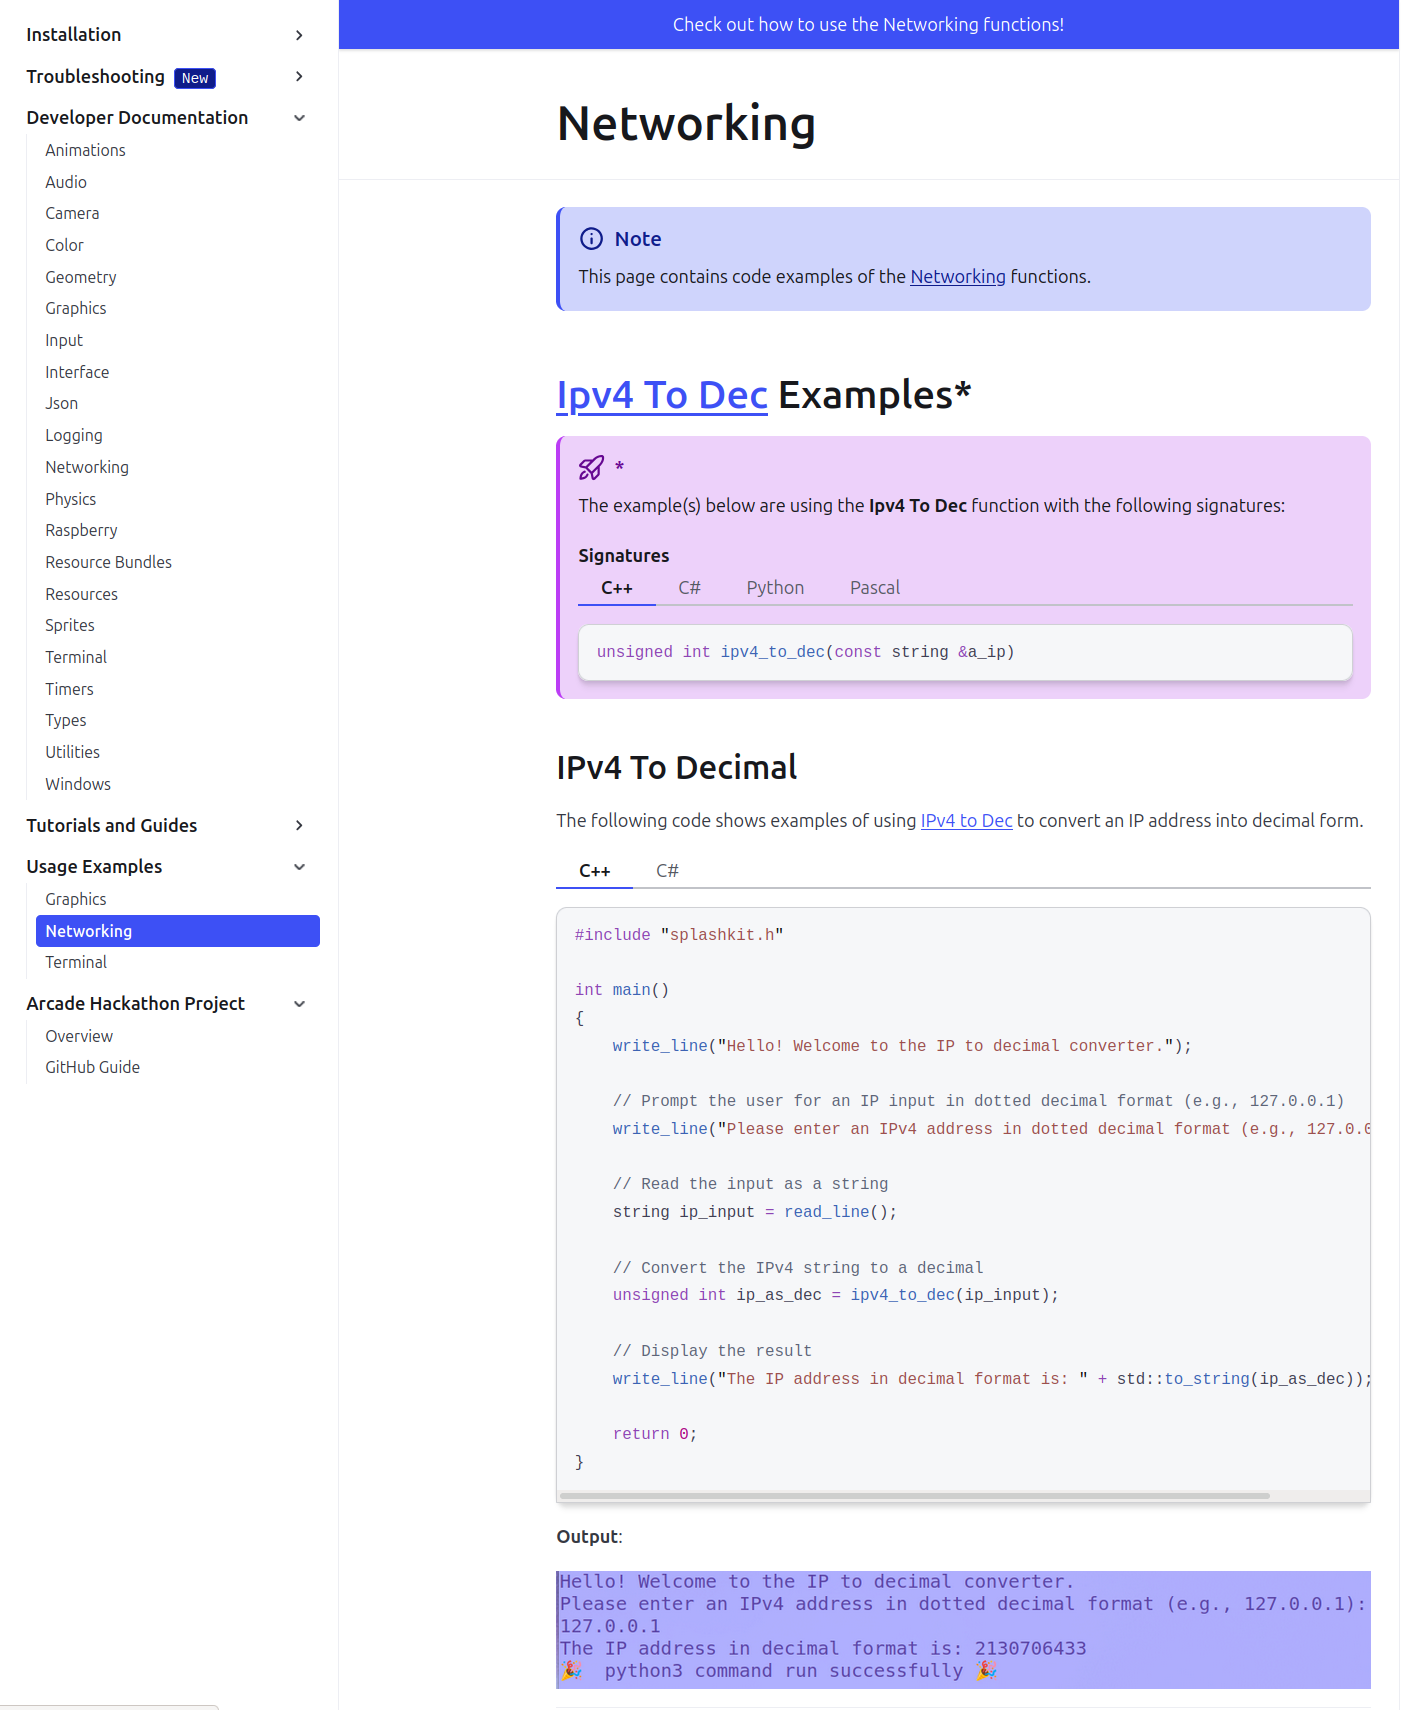 Installation
Troubleshooting New
Developer Documentation
Animations
Audio
Camera
Color
Geometry
Graphics
Input
Interface
Json
Logging
Networking
Physics
Raspberry
Resource Bundles
Resources
Sprites
Terminal
Timers
Types
Utilities
Windows
Tutorials and Guides
Usage Examples
Graphics
Networking
Terminal
Arcade Hackathon Project
Overview
GitHub Guide
Check out how to use the Networking functions!
Networking
Note
This page contains code examples of the Networking functions.
Ipv4 To Dec Examples*
*
The example(s) below are using the Ipv4 To Dec function with the following signatures:
Signatures
C++ C# Python Pascal
unsigned int ipv4_to_dec(const string &a_ip)
IPv4 To Decimal
The following code shows examples of using IPv4 to Dec to convert an IP address into decimal form.
C++ C#
#include "splashkit.h"
int main()
{
write_line("Hello! Welcome to the IP to decimal converter.");
// Prompt the user for an IP input in dotted decimal format (e.g., 127.0.0.1)
write_line("Please enter an IPv4 address in dotted decimal format (e.g., 127.0.0
// Read the input as a string
string ip_input = read_line();
// Convert the IPv4 string to a decimal
unsigned int ip_as_dec = ipv4_to_dec(ip_input);
// Display the result
write_line("The IP address in decimal format is: " + std::to_string(ip_as_dec));
return 0;
}
Output:
Hello! Welcome to the IP to decimal converter.
Please enter an IPv4 address in dotted decimal format (e.g., 127.0.0.1):
127.0.0.1
The IP address in decimal format is: 2130706433
🎉 python3 command run successfully 🎉